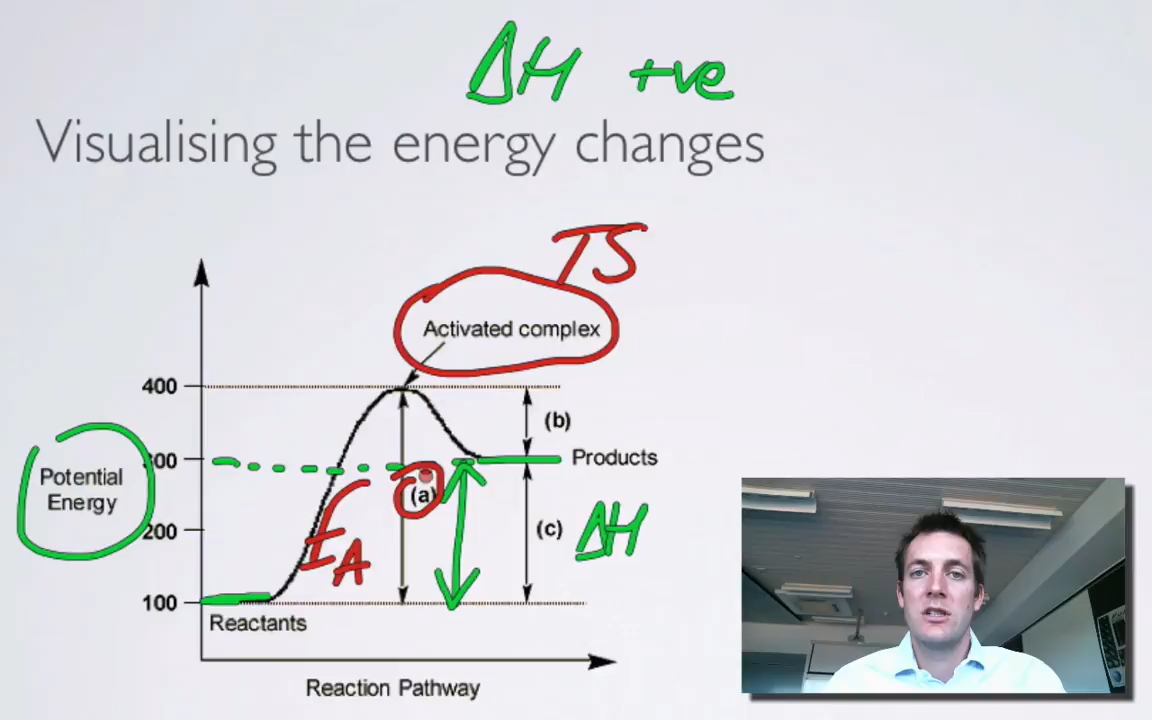 ΔH +ve
Visualising the energy changes
TS
Activated complex
400
(b)
300
Products
Potential
Energy
(a)
200
(c) ΔH
EA
100
Reactants
Reaction Pathway